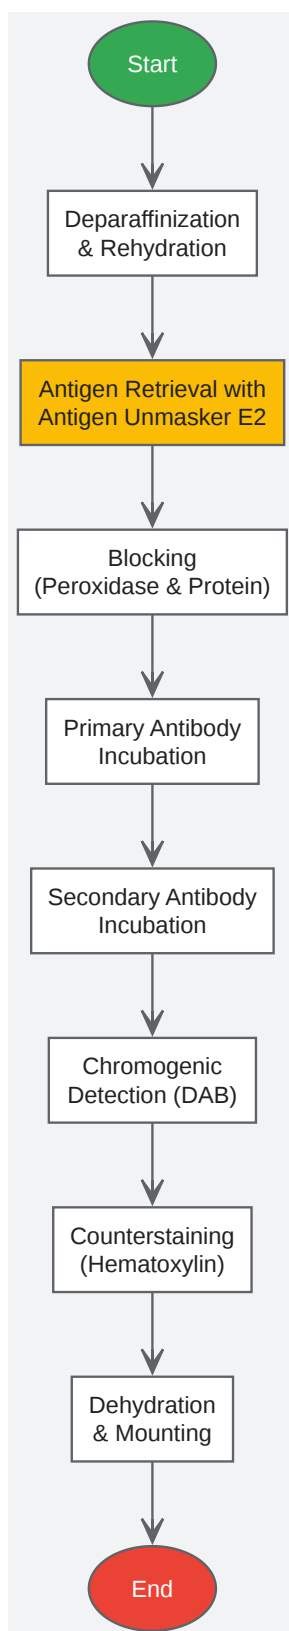 Start
Deparaffinization
& Rehydration
Antigen Retrieval with
Antigen Unmasker E2
Blocking
(Peroxidase & Protein)
Primary Antibody
Incubation
Secondary Antibody
Incubation
Chromogenic
Detection (DAB)
Counterstaining
(Hematoxylin)
Dehydration
& Mounting
End